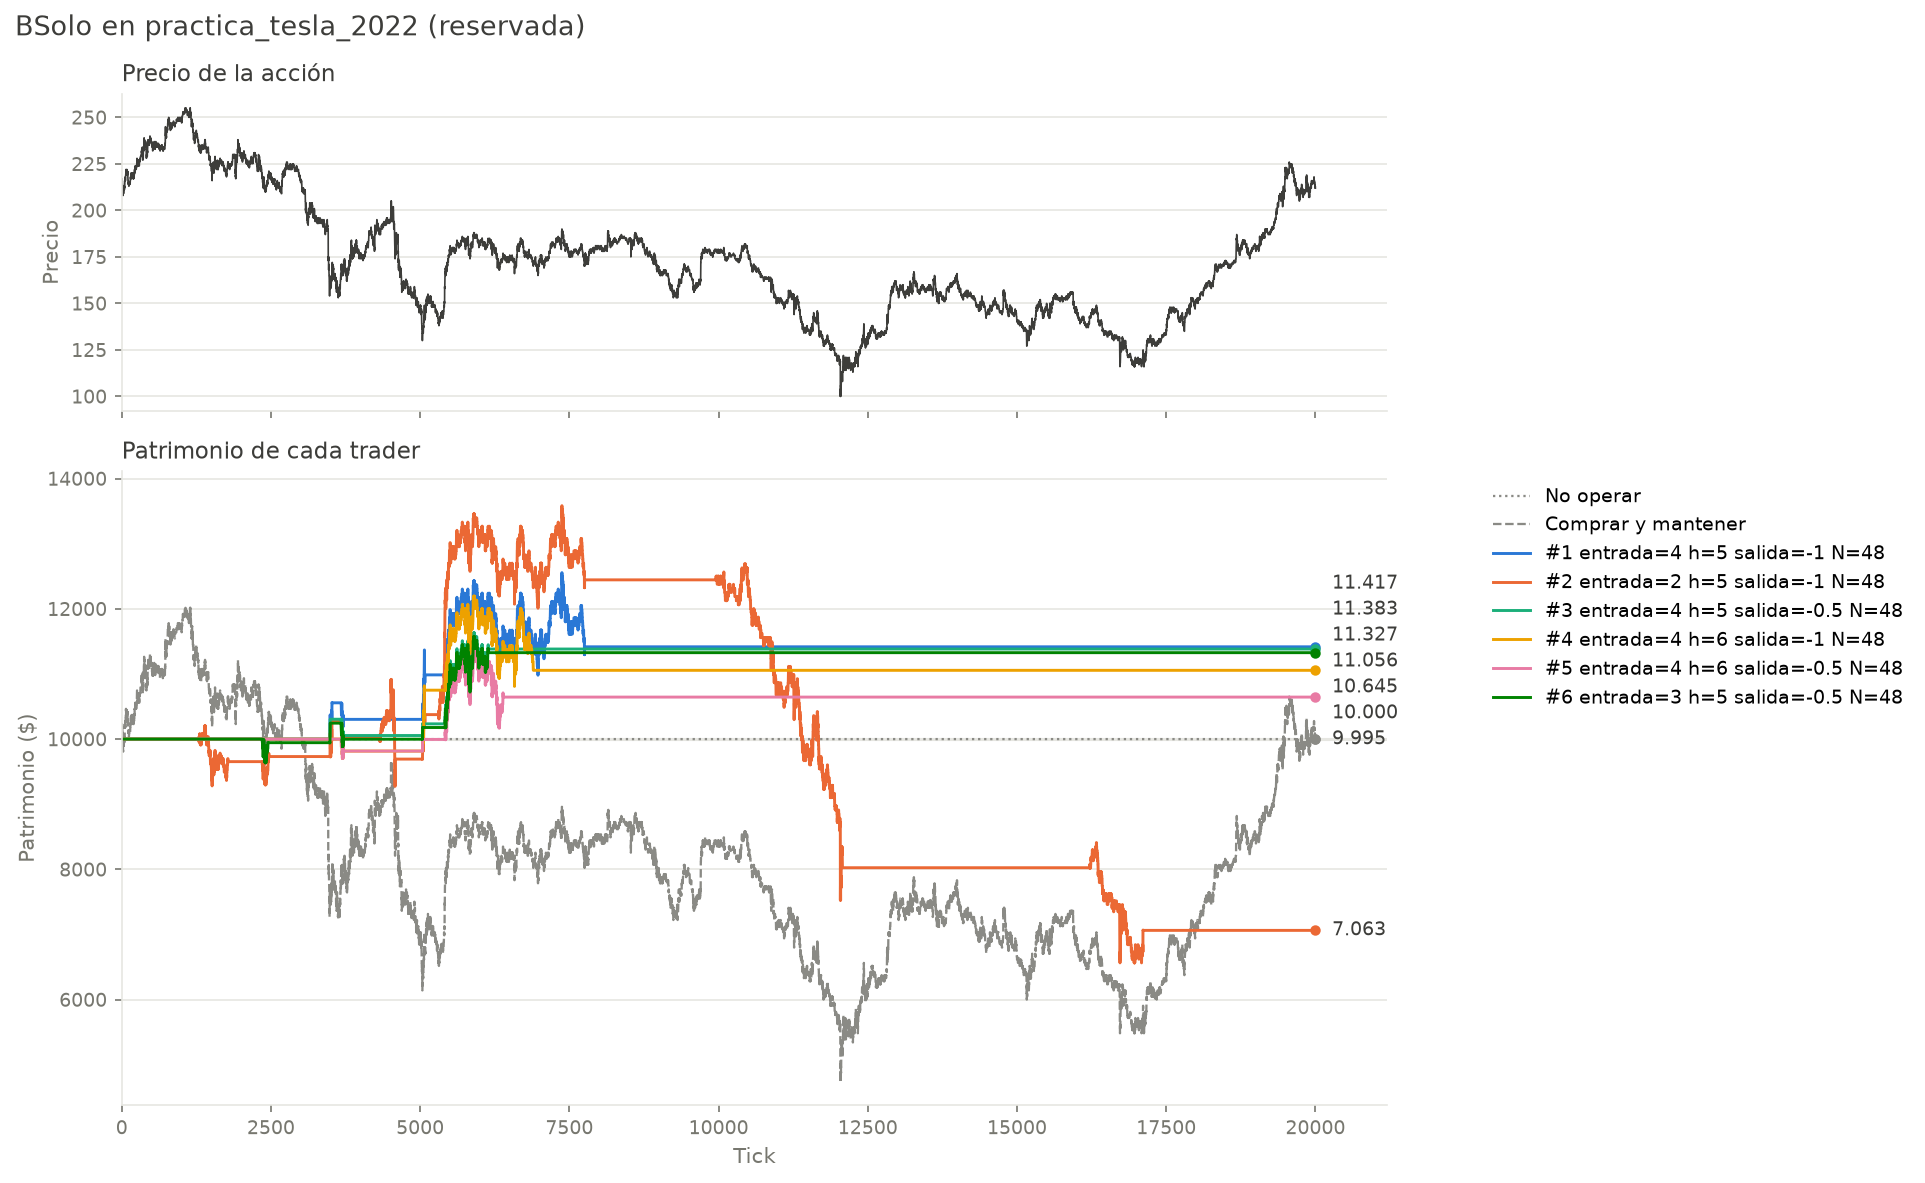 BSolo en practica_tesla_2022 (reservada)
Precio de la acción
250
225
200
175
150
125
100
Precio
Patrimonio de cada trader
14000
12000
10000
8000
6000
Patrimonio ($)
11.417
11.383
11.327
11.056
10.645
10.000
9.995
7.063
0 2500 5000 7500 10000 12500 15000 17500 20000
Tick
No operar
Comprar y mantener
#1 entrada=4 h=5 salida=-1 N=48
#2 entrada=2 h=5 salida=-1 N=48
#3 entrada=4 h=5 salida=-0.5 N=48
#4 entrada=4 h=6 salida=-1 N=48
#5 entrada=4 h=6 salida=-0.5 N=48
#6 entrada=3 h=5 salida=-0.5 N=48